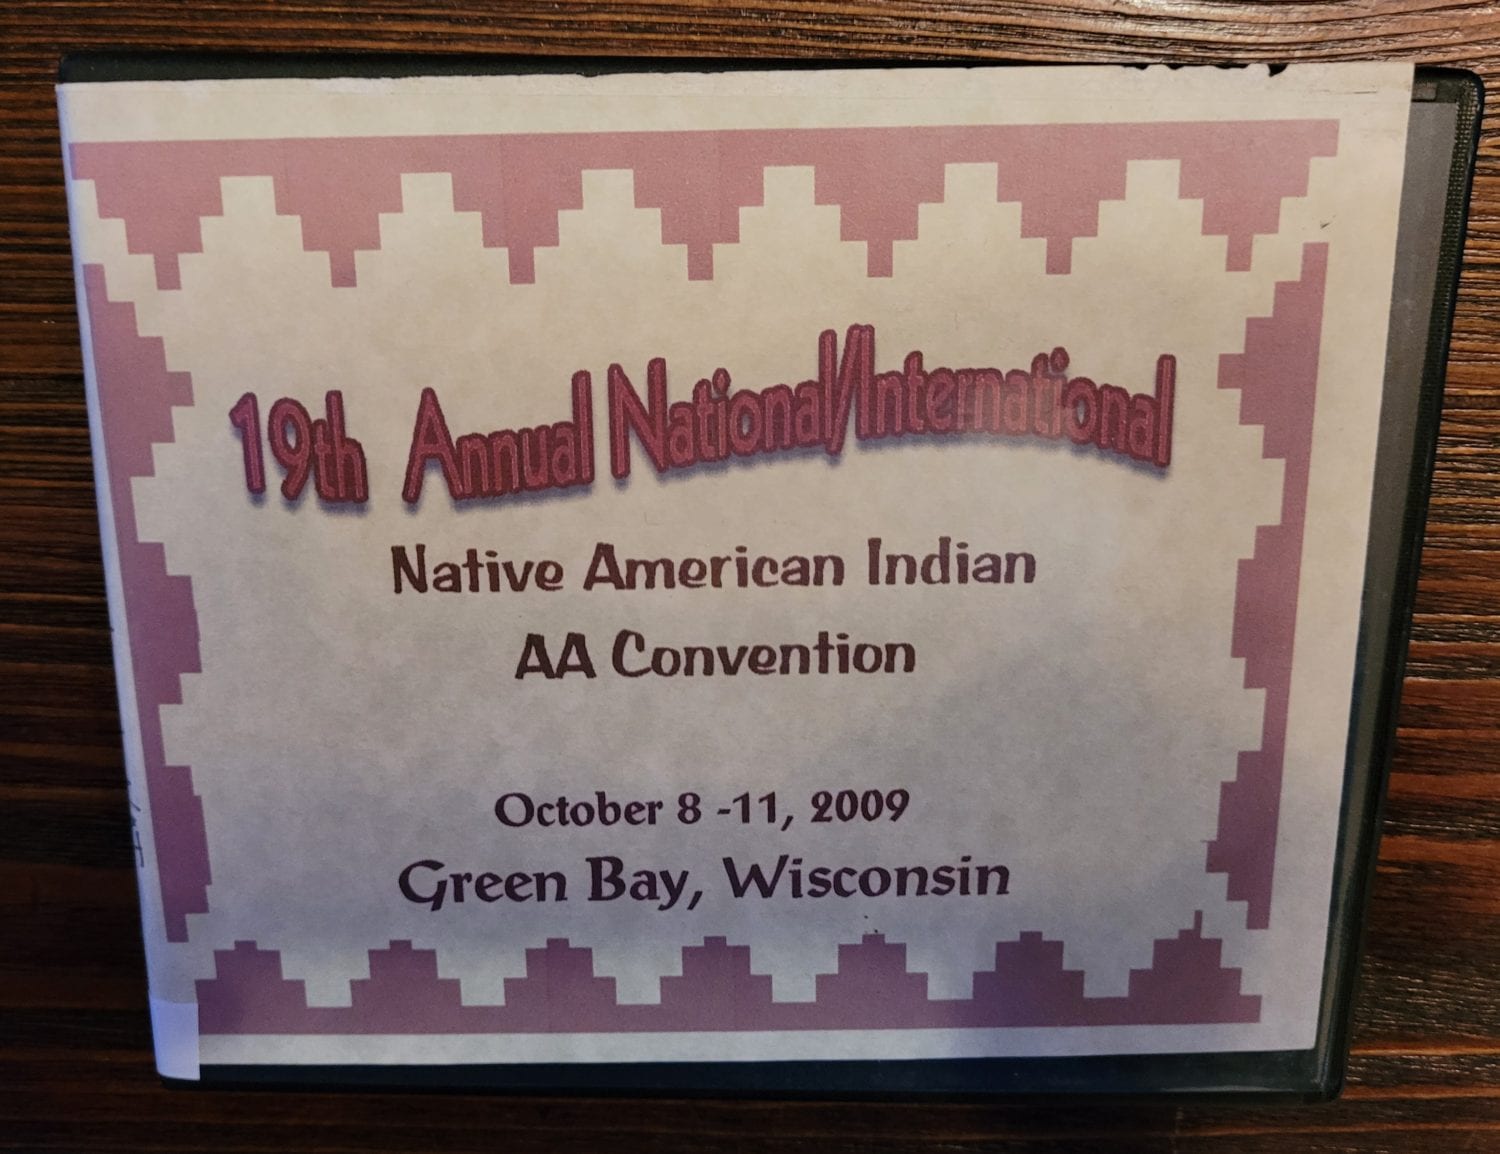 19th Annual National/International
Native American Indian
AA Convention
October 8 -11, 2009
Green Bay, Wisconsin